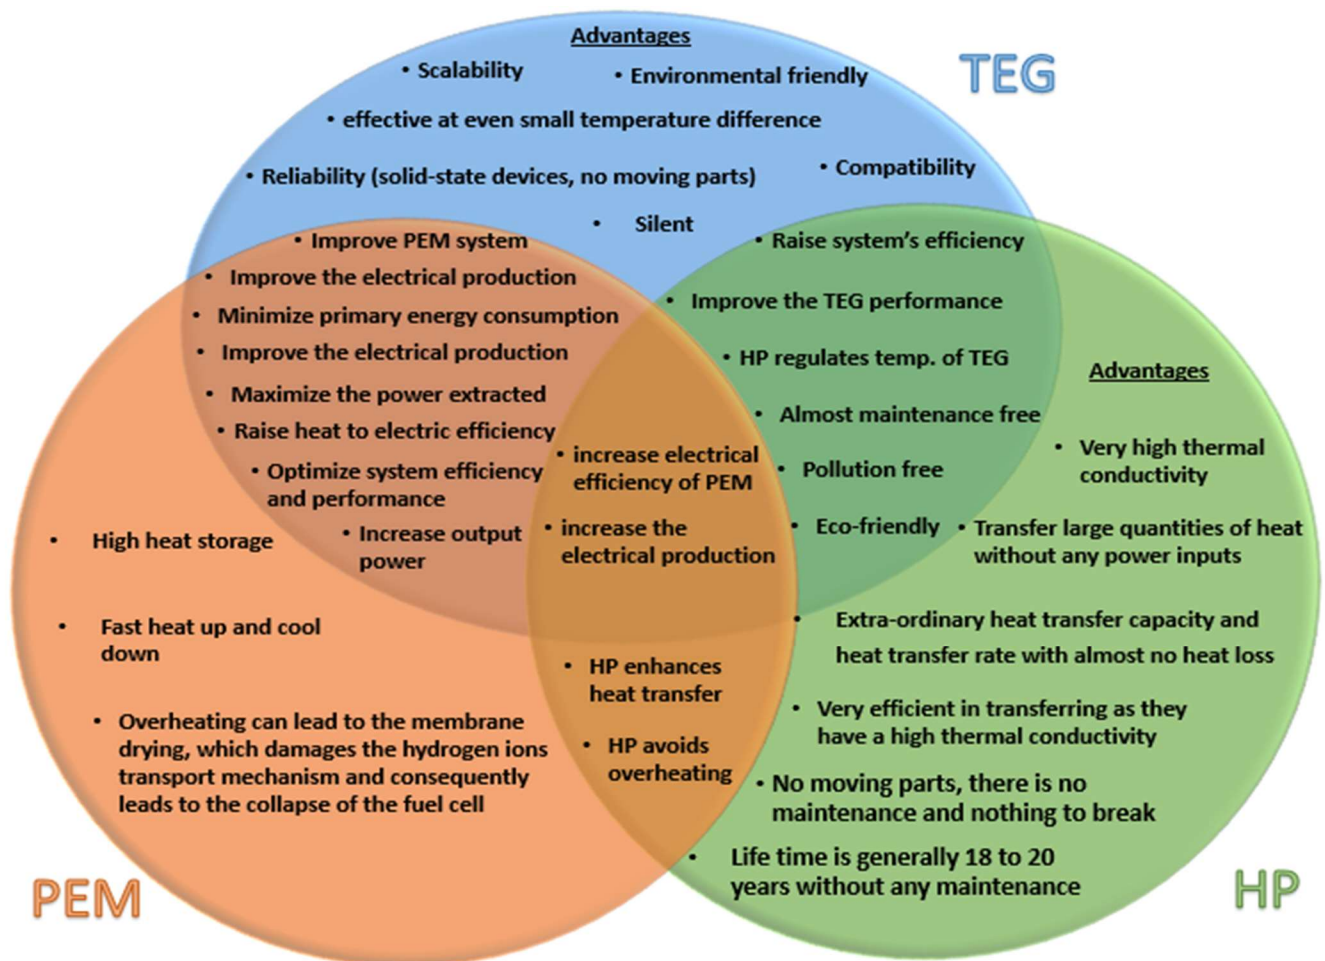 Advantages
TEG
• Scalability
• Environmental friendly
• effective at even small temperature difference
• Reliability (solid-state devices, no moving parts)
• Compatibility
• Silent
• Improve PEM system
• Improve the electrical production
• Minimize primary energy consumption
• Improve the electrical production
• Maximize the power extracted
• Raise heat to electric efficiency
• Optimize system efficiency
and performance
• Increase output
power
• Raise system's efficiency
• Improve the TEG performance
• HP regulates temp. of TEG
• Almost maintenance free
• Pollution free
• Eco-friendly
• increase electrical
efficiency of PEM
• increase the
electrical production
• HP enhances
heat transfer
• HP avoids
overheating
• High heat storage
• Fast heat up and cool
down
• Overheating can lead to the membrane
drying, which damages the hydrogen ions
transport mechanism and consequently
leads to the collapse of the fuel cell
PEM
Advantages
• Very high thermal
conductivity
• Transfer large quantities of heat
without any power inputs
• Extra-ordinary heat transfer capacity and
heat transfer rate with almost no heat loss
• Very efficient in transferring as they
have a high thermal conductivity
• No moving parts, there is no
maintenance and nothing to break
• Life time is generally 18 to 20
years without any maintenance
HP